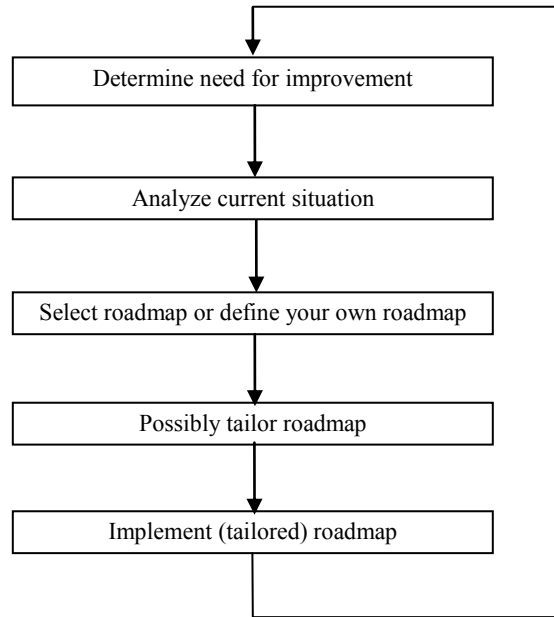 Determine need for improvement
Analyze current situation
Select roadmap or define your own roadmap
Possibly tailor roadmap
Implement (tailored) roadmap